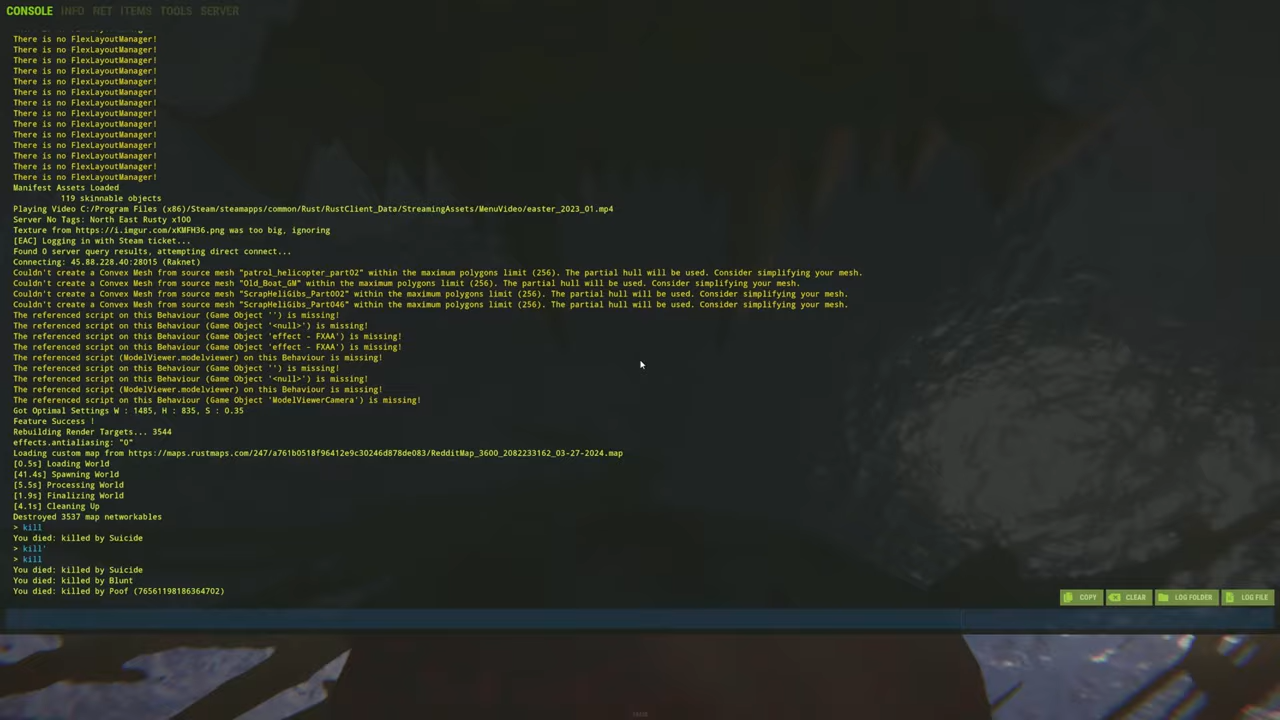 CONSOLE INFO NET ITEMS TOOLS SERVER
There is no FlexLayoutManager!
There is no FlexLayoutManager!
There is no FlexLayoutManager!
There is no FlexLayoutManager!
There is no FlexLayoutManager!
There is no FlexLayoutManager!
There is no FlexLayoutManager!
There is no FlexLayoutManager!
There is no FlexLayoutManager!
There is no FlexLayoutManager!
There is no FlexLayoutManager!
There is no FlexLayoutManager!
There is no FlexLayoutManager!
There is no FlexLayoutManager!
Manifest Assets Loaded
119 skinnable objects
Playing Video C:/Program Files (x86)/Steam/steamapps/common/Rust/RustClient_Data/StreamingAssets/MenuVideo/easter_2023_01.mp4
Server No Tags: North East Rusty x100
Texture from https://i.imgur.com/xKMFH36.png was too big, ignoring
[EAC] Logging in with Steam ticket...
Found 0 server query results, attempting direct connect...
Connecting: 45.88.228.40:28015 (Raknet)
Couldn't create a Convex Mesh from source mesh "patrol_helicopter_part02" within the maximum polygons limit (256). The partial hull will be used. Consider simplifying your mesh.
Couldn't create a Convex Mesh from source mesh "Old_Boat_GM" within the maximum polygons limit (256). The partial hull will be used. Consider simplifying your mesh.
Couldn't create a Convex Mesh from source mesh "ScrapHeliGibs_Part002" within the maximum polygons limit (256). The partial hull will be used. Consider simplifying your mesh.
Couldn't create a Convex Mesh from source mesh "ScrapHeliGibs_Part046" within the maximum polygons limit (256). The partial hull will be used. Consider simplifying your mesh.
The referenced script on this Behaviour (Game Object '') is missing!
The referenced script on this Behaviour (Game Object '<null>') is missing!
The referenced script on this Behaviour (Game Object 'effect - FXAA') is missing!
The referenced script on this Behaviour (Game Object 'effect - FXAA') is missing!
The referenced script (ModelViewer.modelviewer) on this Behaviour is missing!
The referenced script on this Behaviour (Game Object '') is missing!
The referenced script on this Behaviour (Game Object '<null>') is missing!
The referenced script (ModelViewer.modelviewer) on this Behaviour is missing!
The referenced script on this Behaviour (Game Object 'ModelViewerCamera') is missing!
Got Optimal Settings W : 1485, H : 835, S : 0.35
Feature Success !
Rebuilding Render Targets... 3544
effects.antialiasing: "0"
Loading custom map from https://maps.rustmaps.com/247/a761b0518f96412e9c30246d878de083/RedditMap_3600_2082233162_03-27-2024.map
[0.5s] Loading World
[41.4s] Spawning World
[5.5s] Processing World
[1.9s] Finalizing World
[4.1s] Cleaning Up
Destroyed 3537 map networkables
> kill
You died: killed by Suicide
> kill'
> kill
You died: killed by Suicide
You died: killed by Blunt
You died: killed by Poof (76561198186364702)
COPY CLEAR LOG FOLDER LOG FILE